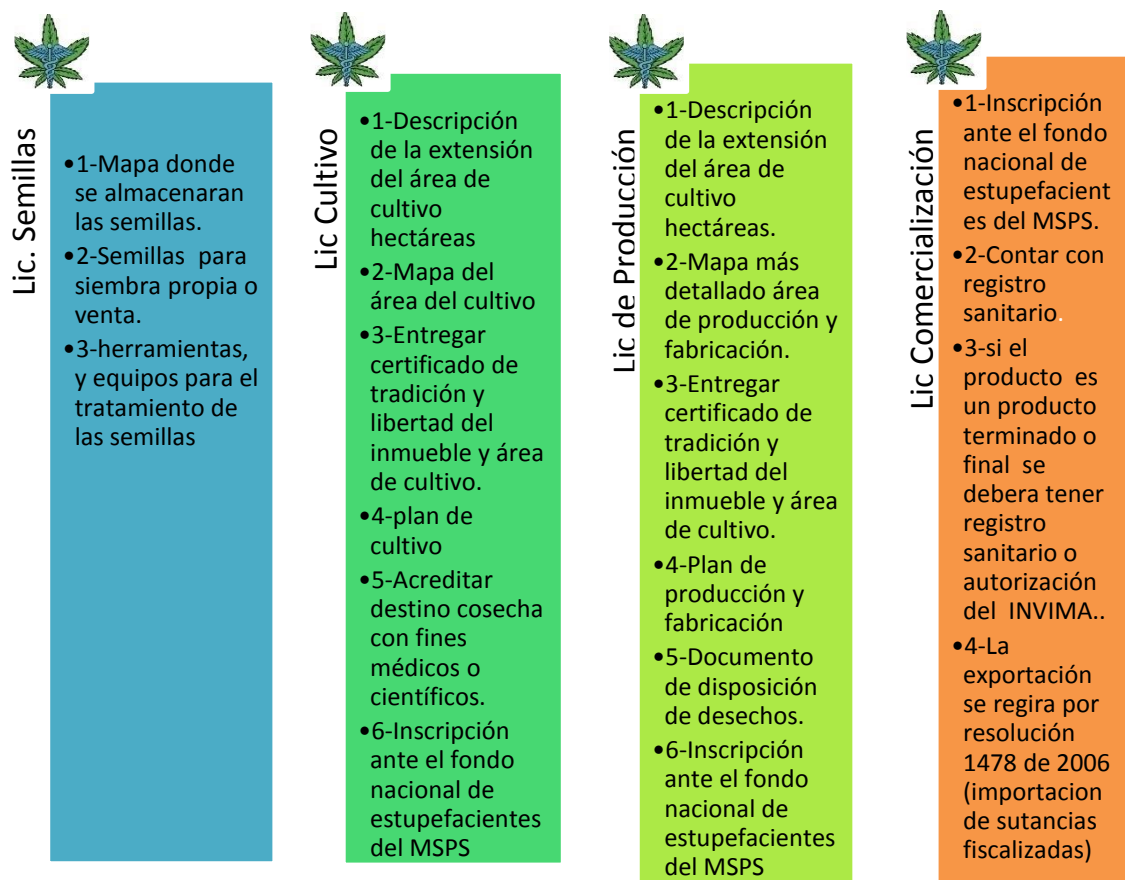 Lic. Semillas
•1-Mapa donde
se almacenaran
las semillas.
•2-Semillas para
siembra propia o
venta.
•3-herramientas,
y equipos para el
tratamiento de
las semillas
Lic Cultivo
•1-Descripción
de la extensión
del área de
cultivo
hectáreas
•2-Mapa del
área del cultivo
•3-Entregar
certificado de
tradición y
libertad del
inmueble y área
de cultivo.
•4-plan de
cultivo
•5-Acreditar
destino cosecha
con fines
médicos o
científicos.
•6-Inscripción
ante el fondo
nacional de
estupefacientes
del MSPS
Lic de Producción
•1-Descripción
de la extensión
del área de
cultivo
hectáreas.
•2-Mapa más
detallado área
de producción y
fabricación.
•3-Entregar
certificado de
tradición y
libertad del
inmueble y área
de cultivo.
•4-Plan de
producción y
fabricación
•5-Documento
de disposición
de desechos.
•6-Inscripción
ante el fondo
nacional de
estupefacientes
del MSPS
Lic Comercialización
•1-Inscripción
ante el fondo
nacional de
estupefacient
es del MSPS.
•2-Contar con
registro
sanitario.
•3-si el
producto es
un producto
terminado o
final se
debera tener
registro
sanitario o
autorización
del INVIMA..
•4-La
exportación
se regira por
resolución
1478 de 2006
(importacion
de sutancias
fiscalizadas)